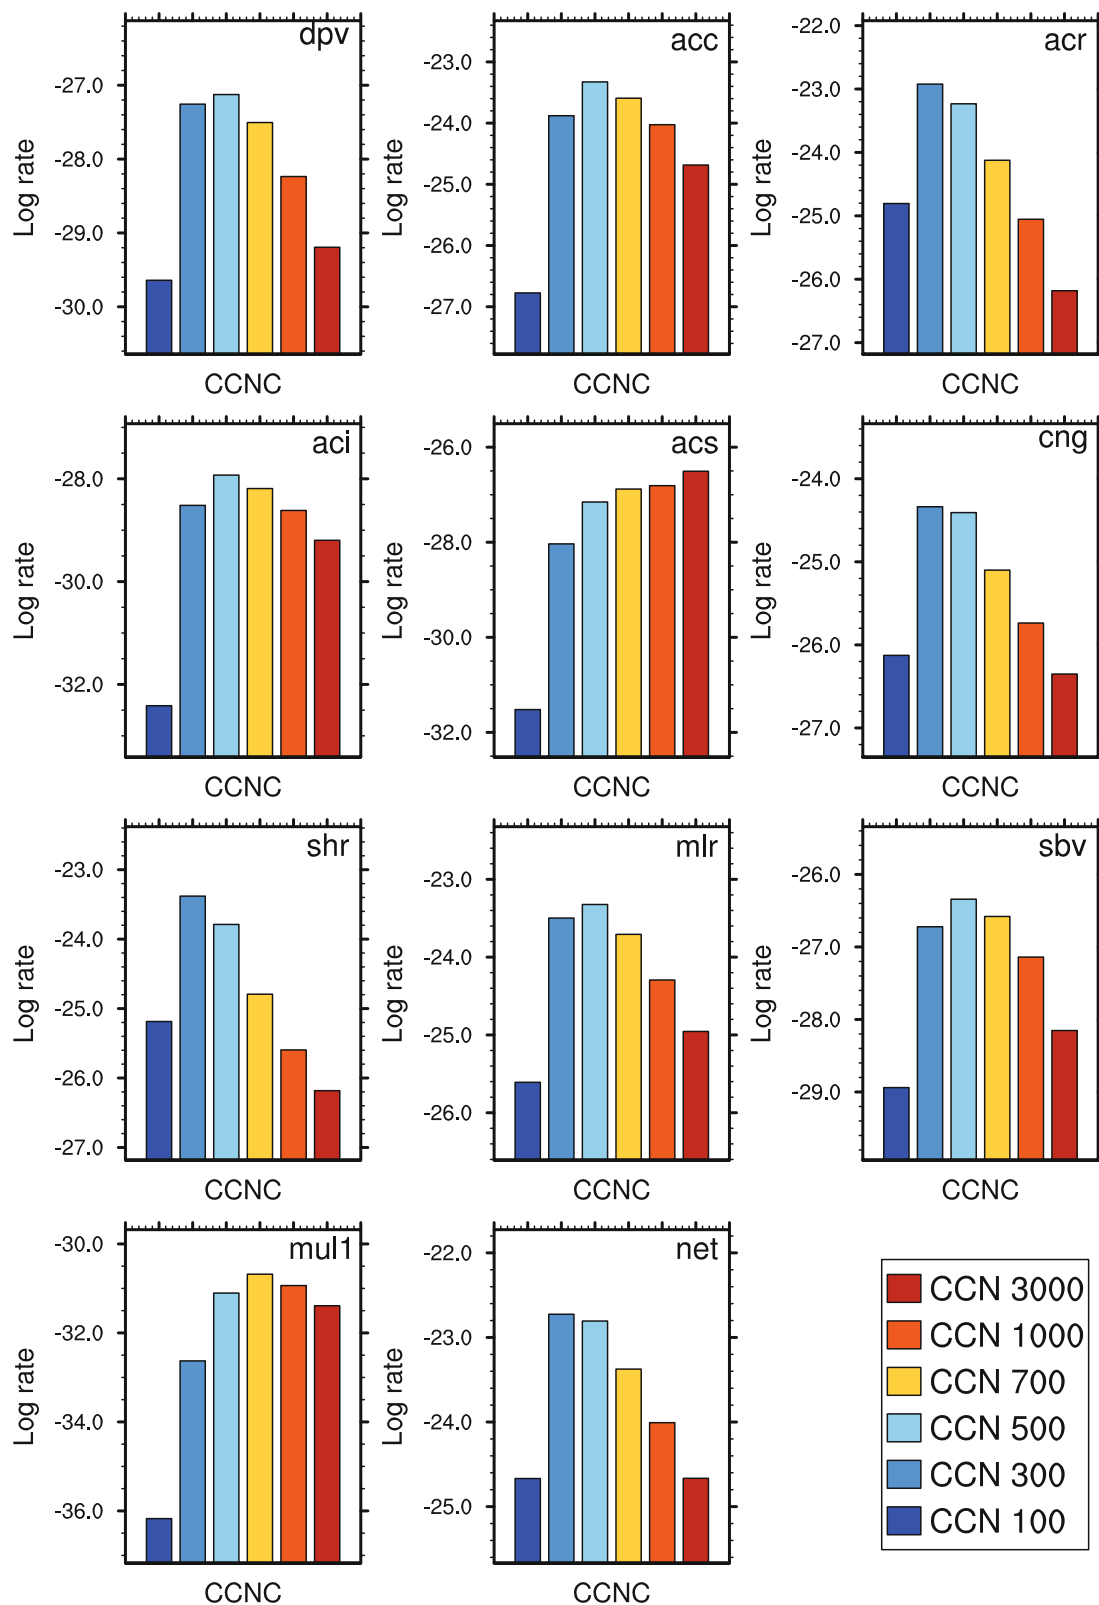 dpv
-27.0
-28.0
-29.0
-30.0
Log rate
CCNC
acc
-23.0
-24.0
-25.0
-26.0
-27.0
Log rate
CCNC
acr
-22.0
-23.0
-24.0
-25.0
-26.0
-27.0
Log rate
CCNC
aci
-28.0
-30.0
-32.0
Log rate
CCNC
acs
-26.0
-28.0
-30.0
-32.0
Log rate
CCNC
cng
-24.0
-25.0
-26.0
-27.0
Log rate
CCNC
shr
-23.0
-24.0
-25.0
-26.0
-27.0
Log rate
CCNC
mlr
-23.0
-24.0
-25.0
-26.0
Log rate
CCNC
sbv
-26.0
-27.0
-28.0
-29.0
Log rate
CCNC
mul1
-30.0
-32.0
-34.0
-36.0
Log rate
CCNC
net
-22.0
-23.0
-24.0
-25.0
Log rate
CCNC
CCN 3000
CCN 1000
CCN 700
CCN 500
CCN 300
CCN 100